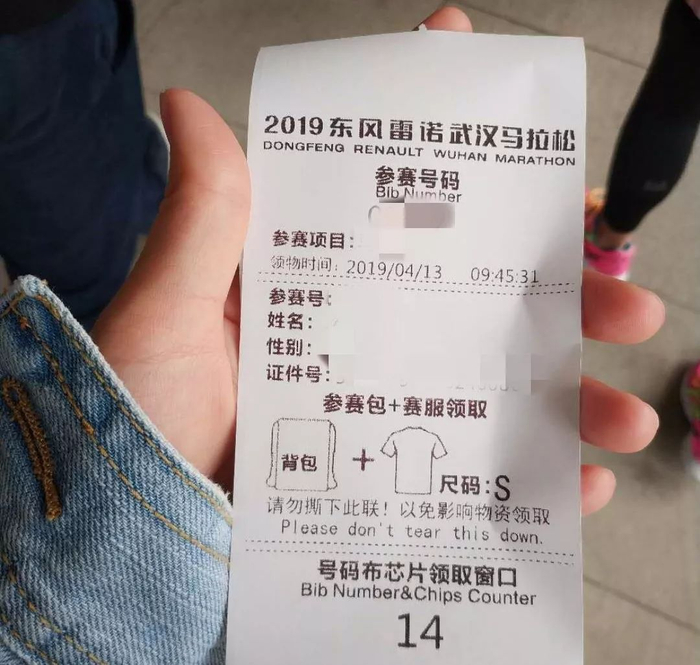 2019东风雷诺武汉马拉松
DONGFENG RENAULT WUHAN MARATHON
参赛号码
Bib Number
参赛项目:
领物时间: 2019/04/13 09:45:31
参赛号:
姓名:
性别:
证件号:
参赛包+赛服领取
背包 + 尺码:S
请勿撕下此联！以免影响物资领取
Please don't tear this down.
号码布芯片领取窗口
Bib Number&Chips Counter
14